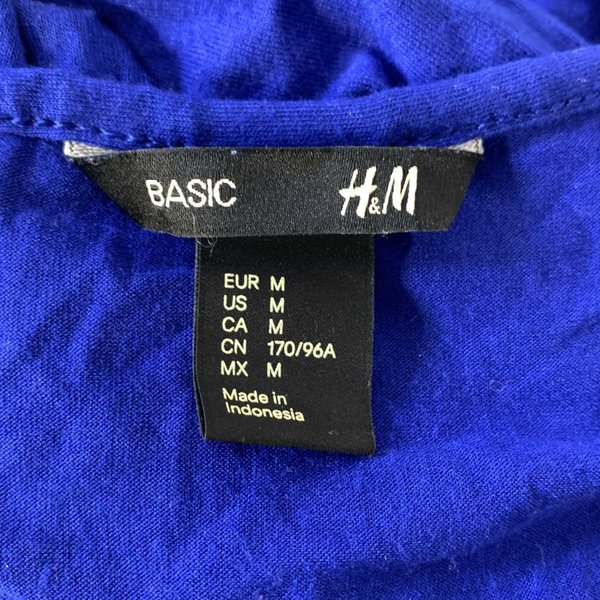 BASIC H&M
EUR M
US M
CA M
CN 170/96A
MX M
Made in
Indonesia